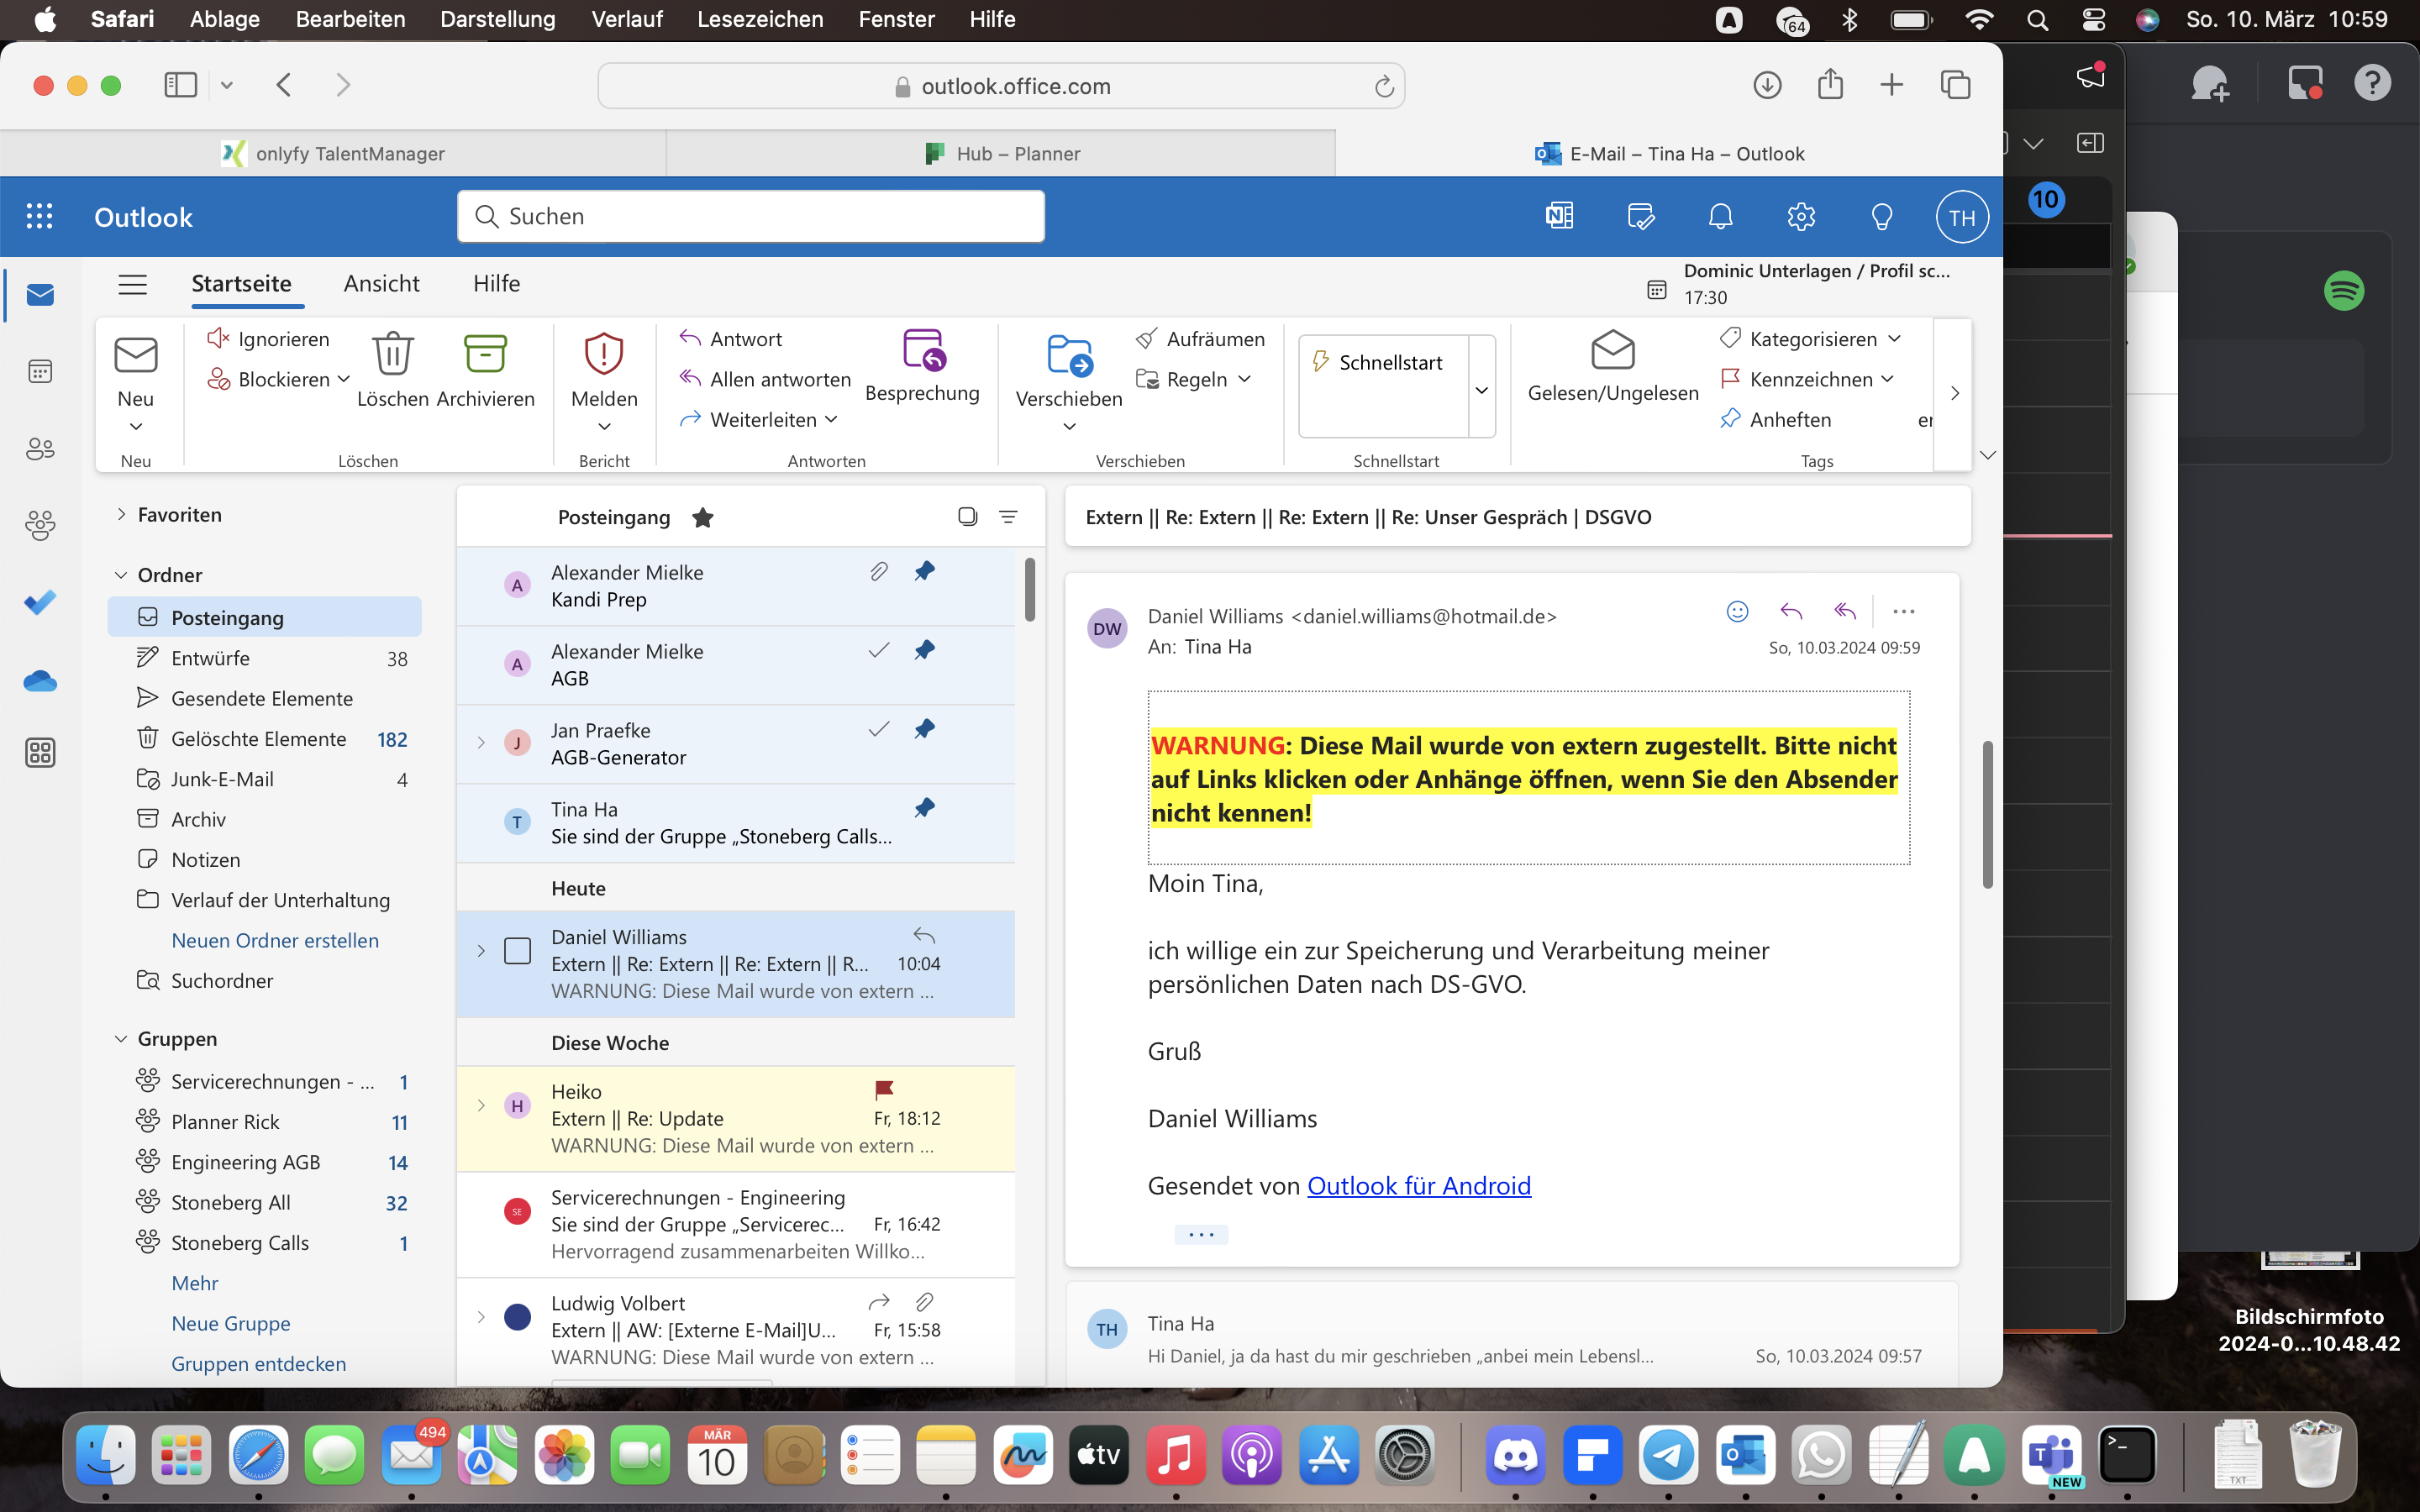 Safari Ablage Bearbeiten Darstellung Verlauf Lesezeichen Fenster Hilfe
64 So. 10. März 10:59
outlook.office.com
onlyfy TalentManager
Hub – Planner
E-Mail – Tina Ha – Outlook
Outlook
Suchen
TH
10
Startseite Ansicht Hilfe
Dominic Unterlagen / Profil sc...
17:30
Neu
Neu
Ignorieren
Blockieren
Löschen
Archivieren
Löschen
Melden
Bericht
Antwort
Allen antworten
Weiterleiten
Besprechung
Antworten
Verschieben
Aufräumen
Regeln
Verschieben
Schnellstart
Schnellstart
Gelesen/Ungelesen
Kategorisieren
Kennzeichnen
Anheften
Tags
Favoriten
Ordner
Posteingang
Entwürfe 38
Gesendete Elemente
Gelöschte Elemente 182
Junk-E-Mail 4
Archiv
Notizen
Verlauf der Unterhaltung
Neuen Ordner erstellen
Suchordner
Gruppen
Servicerechnungen - ... 1
Planner Rick 11
Engineering AGB 14
Stoneberg All 32
Stoneberg Calls 1
Mehr
Neue Gruppe
Gruppen entdecken
Posteingang
A
Alexander Mielke
Kandi Prep
A
Alexander Mielke
AGB
J
Jan Praefke
AGB-Generator
T
Tina Ha
Sie sind der Gruppe „Stoneberg Calls...
Heute
Daniel Williams
Extern || Re: Extern || Re: Extern || R... 10:04
WARNUNG: Diese Mail wurde von extern ...
Diese Woche
H
Heiko
Extern || Re: Update Fr, 18:12
WARNUNG: Diese Mail wurde von extern ...
SE
Servicerechnungen - Engineering
Sie sind der Gruppe „Servicerec... Fr, 16:42
Hervorragend zusammenarbeiten Willko...
Ludwig Volbert
Extern || AW: [Externe E-Mail]U... Fr, 15:58
WARNUNG: Diese Mail wurde von extern ...
Extern || Re: Extern || Re: Extern || Re: Unser Gespräch | DSGVO
DW
Daniel Williams <daniel.williams@hotmail.de>
An: Tina Ha
So, 10.03.2024 09:59
WARNUNG: Diese Mail wurde von extern zugestellt. Bitte nicht
auf Links klicken oder Anhänge öffnen, wenn Sie den Absender
nicht kennen!
Moin Tina,
ich willige ein zur Speicherung und Verarbeitung meiner
persönlichen Daten nach DS-GVO.
Gruß
Daniel Williams
Gesendet von Outlook für Android
...
TH
Tina Ha
Hi Daniel, ja da hast du mir geschrieben „anbei mein Lebensl... So, 10.03.2024 09:57
Bildschirmfoto
2024-0...10.48.42
494
MÄR
10
tv
NEW
TXT